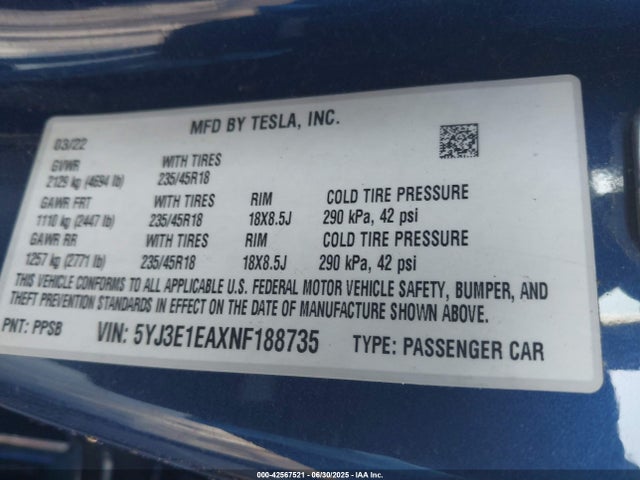 MFD BY TESLA, INC.
03/22
GVWR WITH TIRES
2129 kg (4694 lb) 235/45R18
GAWR FRT WITH TIRES RIM COLD TIRE PRESSURE
1110 kg (2447 lb) 235/45R18 18X8.5J 290 kPa, 42 psi
GAWR RR WITH TIRES RIM COLD TIRE PRESSURE
1257 kg (2771 lb) 235/45R18 18X8.5J 290 kPa, 42 psi
THIS VEHICLE CONFORMS TO ALL APPLICABLE U.S. FEDERAL MOTOR VEHICLE SAFETY, BUMPER, AND
THEFT PREVENTION STANDARDS IN EFFECT ON THE DATE OF MANUFACTURE SHOWN ABOVE.
PNT: PPSB VIN: 5YJ3E1EAXNF188735 TYPE: PASSENGER CAR
000-42567521 - 06/30/2025 - IAA Inc.